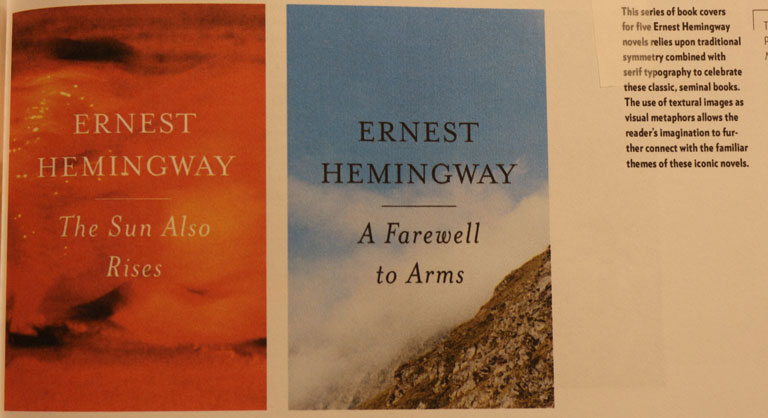 ERNEST
HEMINGWAY
The Sun Also
Rises
ERNEST
HEMINGWAY
A Farewell
to Arms
This series of book covers
for five Ernest Hemingway
novels relies upon traditional
symmetry combined with
serif typography to celebrate
these classic, seminal books.
The use of textural images as
visual metaphors allows the
reader's imagination to fur-
ther connect with the familiar
themes of these iconic novels.